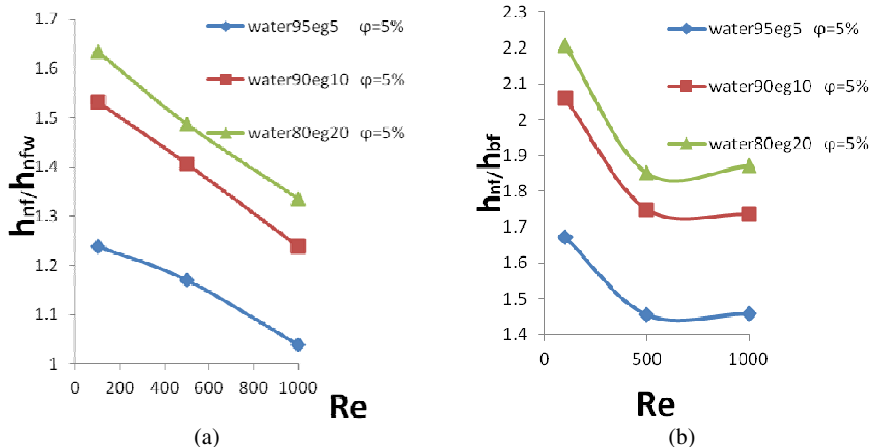 1.7
1.6
1.5
1.4
1.3
1.2
1.1
1
0 200 400 600 800 1000
hnf/hnfw
Re
water95eg5 φ=5%
water90eg10 φ=5%
water80eg20 φ=5%
(a)
2.3
2.2
2.1
2
1.9
1.8
1.7
1.6
1.5
1.4
0 500 1000
hnf/hbf
Re
water95eg5 φ=5%
water90eg10 φ=5%
water80eg20 φ=5%
(b)